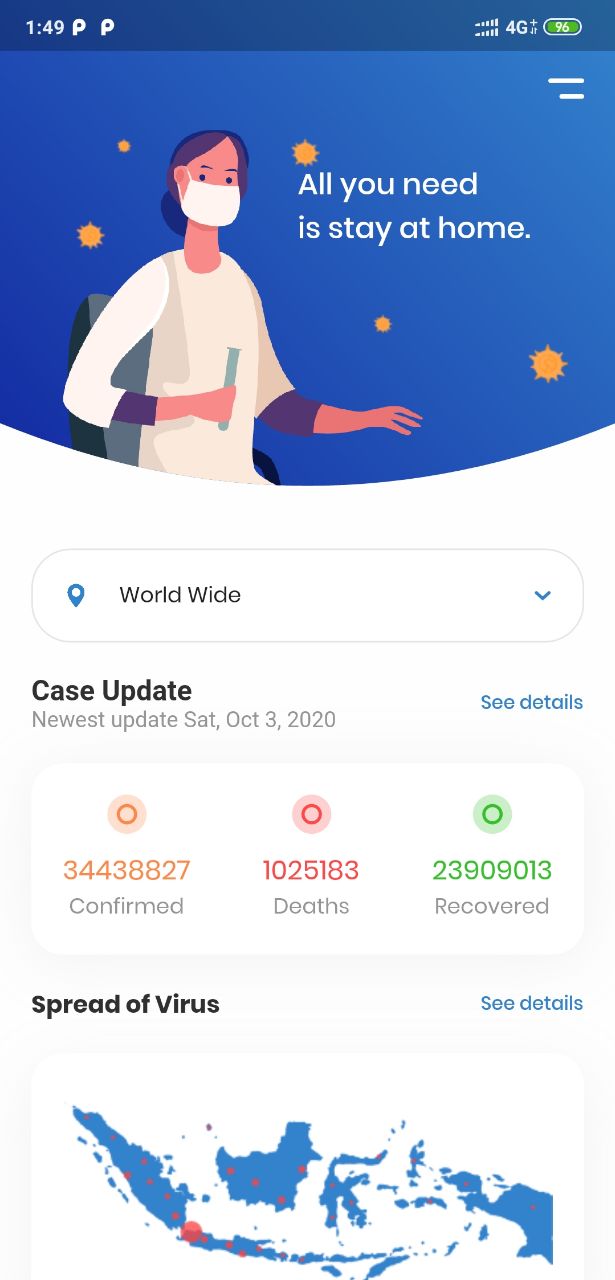 1:49 P P 4G+ 96
All you need
is stay at home.
World Wide
Case Update
Newest update Sat, Oct 3, 2020
See details
34438827 1025183 23909013
Confirmed Deaths Recovered
Spread of Virus See details